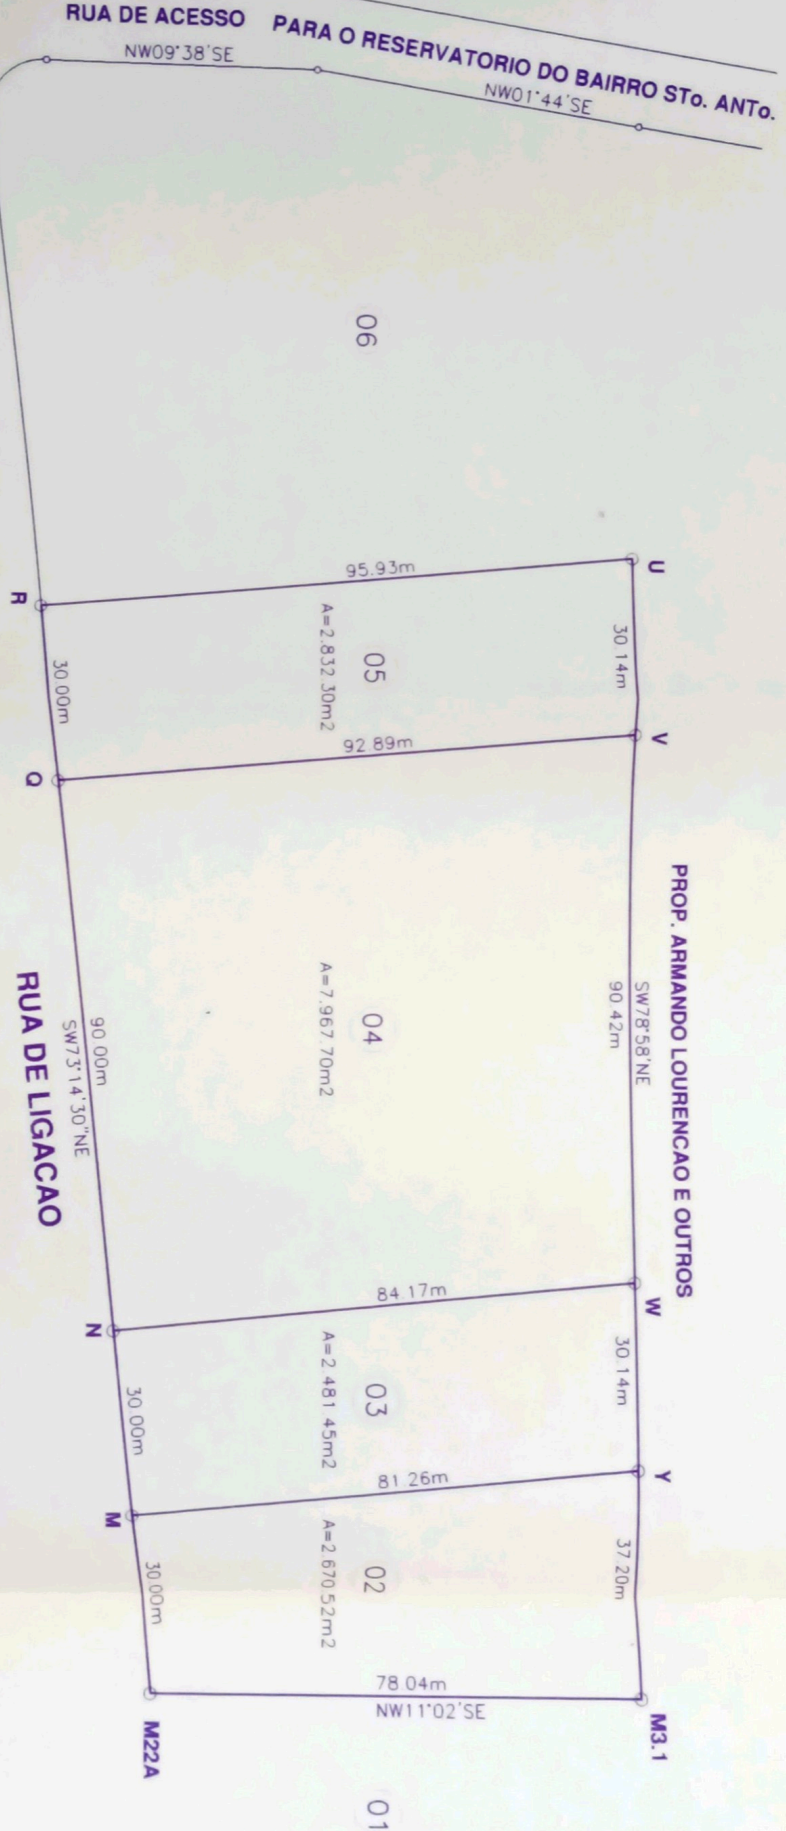 RUA DE ACESSO PARA O RESERVATORIO DO BAIRRO STo. ANTo.
NW09°38'SE
NW01°44'SE
06
U
95.93m
R
30.14m
05
A=2.832.30m2
30.00m
V
92.89m
Q
PROP. ARMANDO LOURENCAO E OUTROS
SW78°58'NE
90.42m
04
A=7.967.70m2
90.00m
SW73°14'30"NE
RUA DE LIGACAO
W
84.17m
N
30.14m
03
A=2 481 45m2
30.00m
Y
81.26m
M
37.20m
02
A=2.670.52m2
30.00m
78.04m
NW11°02'SE
M3.1
M22A
01